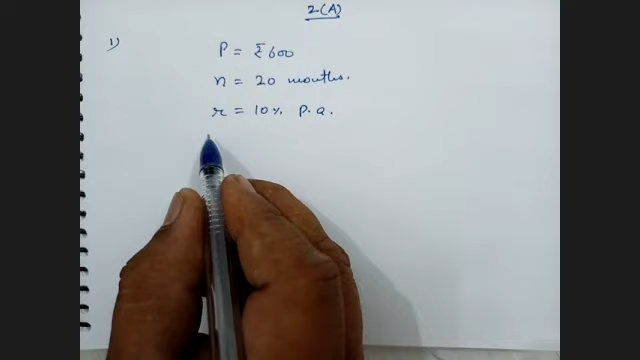 2(A)
1)
P = ₹600
n = 20 months.
r = 10% P.a.